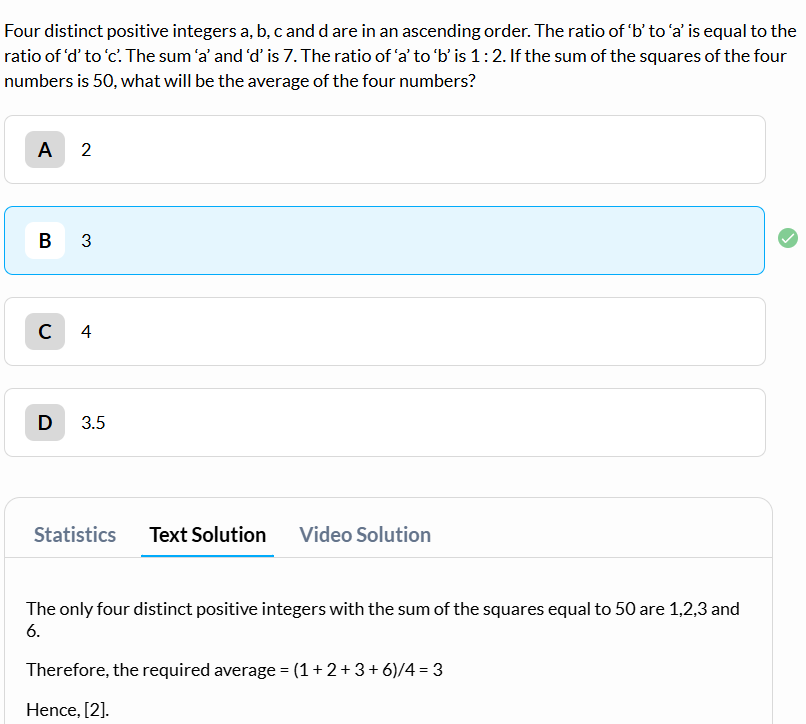 Four distinct positive integers a, b, c and d are in an ascending order. The ratio of ‘b’ to ‘a’ is equal to the
ratio of ‘d’ to ‘c’. The sum ‘a’ and ‘d’ is 7. The ratio of ‘a’ to ‘b’ is 1 : 2. If the sum of the squares of the four
numbers is 50, what will be the average of the four numbers?
A 2
B 3
C 4
D 3.5
Statistics Text Solution Video Solution
The only four distinct positive integers with the sum of the squares equal to 50 are 1,2,3 and
6.
Therefore, the required average = (1 + 2 + 3 + 6)/4 = 3
Hence, [2].